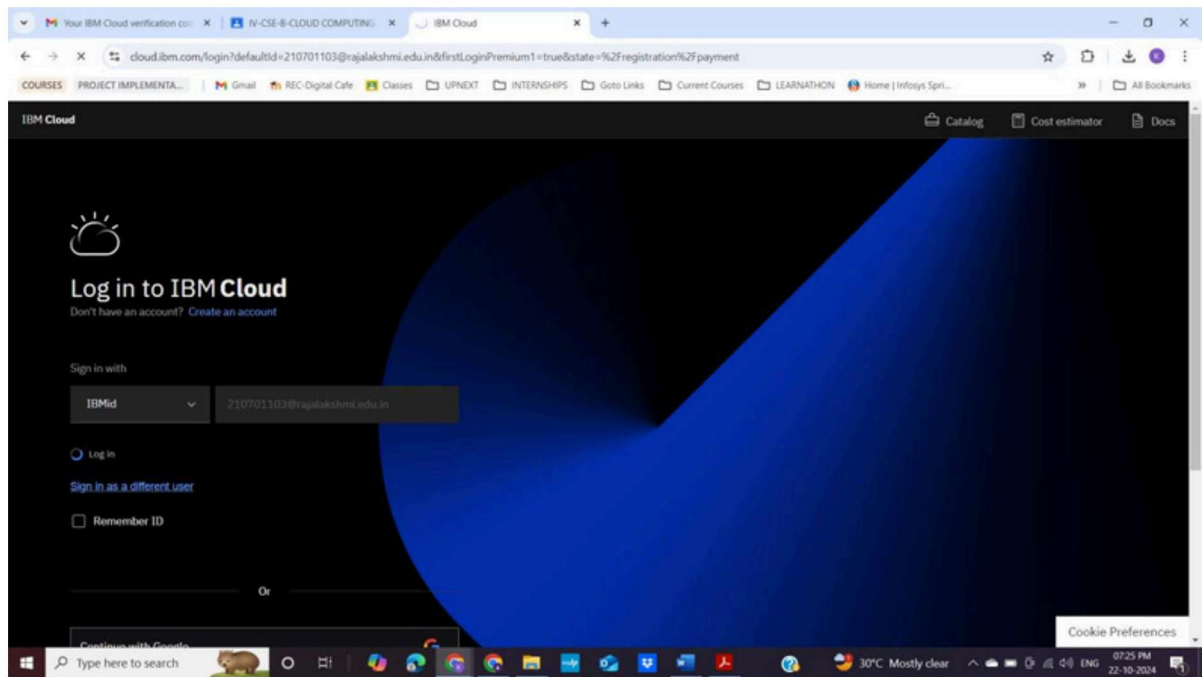 Your IBM Cloud verification co
IV-CSE-B-CLOUD COMPUTING
IBM Cloud
cloud.ibm.com/login?defaultId=210701103@rajalakshmi.edu.in&firstLoginPremium1=true&state=%2Fregistration%2Fpayment
COURSES PROJECT IMPLEMENTA... Gmail REC-Digital Cafe Classes UPNEXT INTERNSHIPS Goto Links Current Courses LEARNATHON Home | Infosys Spri... » All Bookmarks
IBM Cloud Catalog Cost estimator Docs
Log in to IBM Cloud
Don't have an account? Create an account
Sign in with
IBMid 210701103@rajalakshmi.edu.in
Log in
Sign in as a different user
Remember ID
Or
Continue with Google
Cookie Preferences
Type here to search 30°C Mostly clear ENG 07:25 PM
22-10-2024